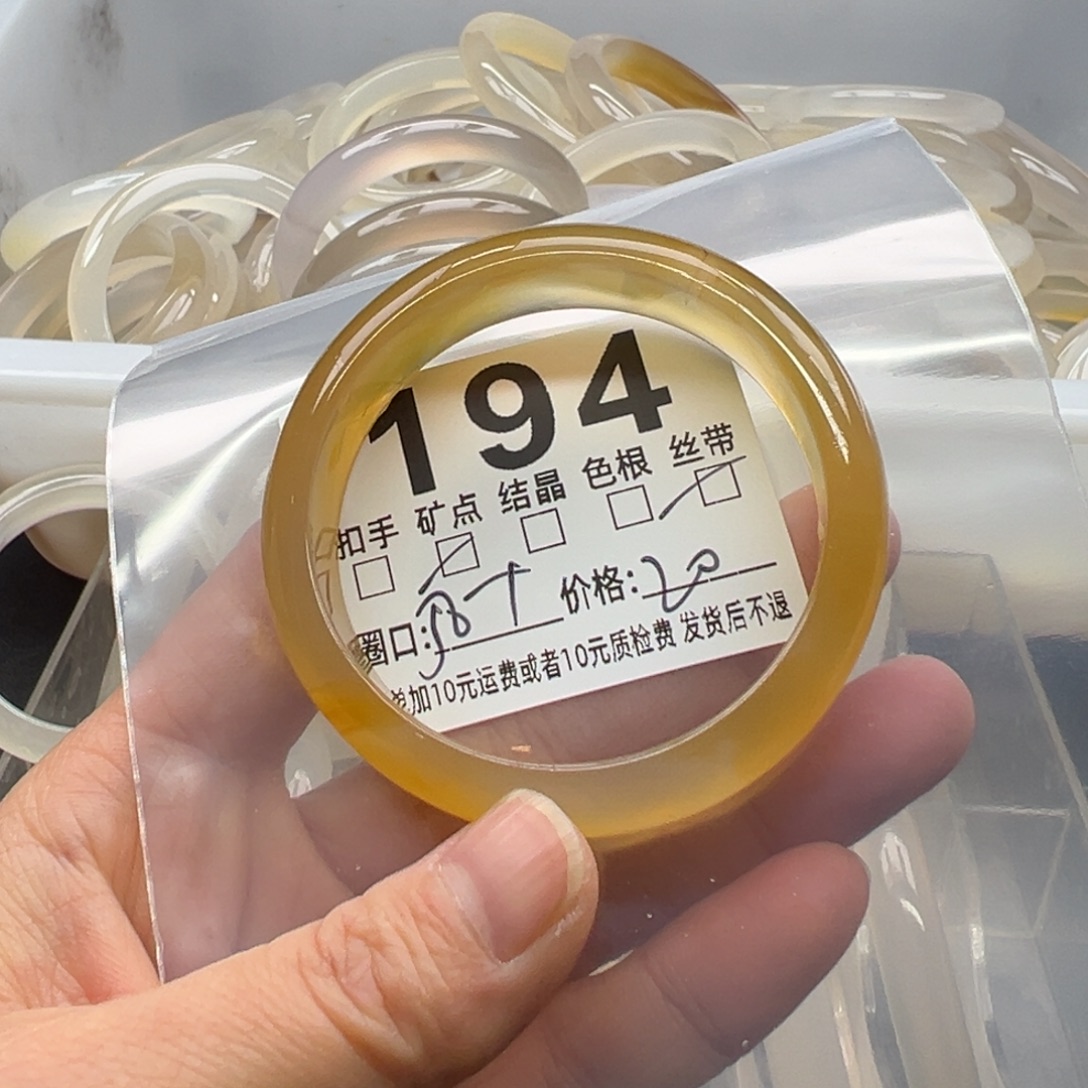 194
扣手 矿点 结晶 色根 丝带
圈口: 价格:20
加10元运费或者10元质检费 发货后不退